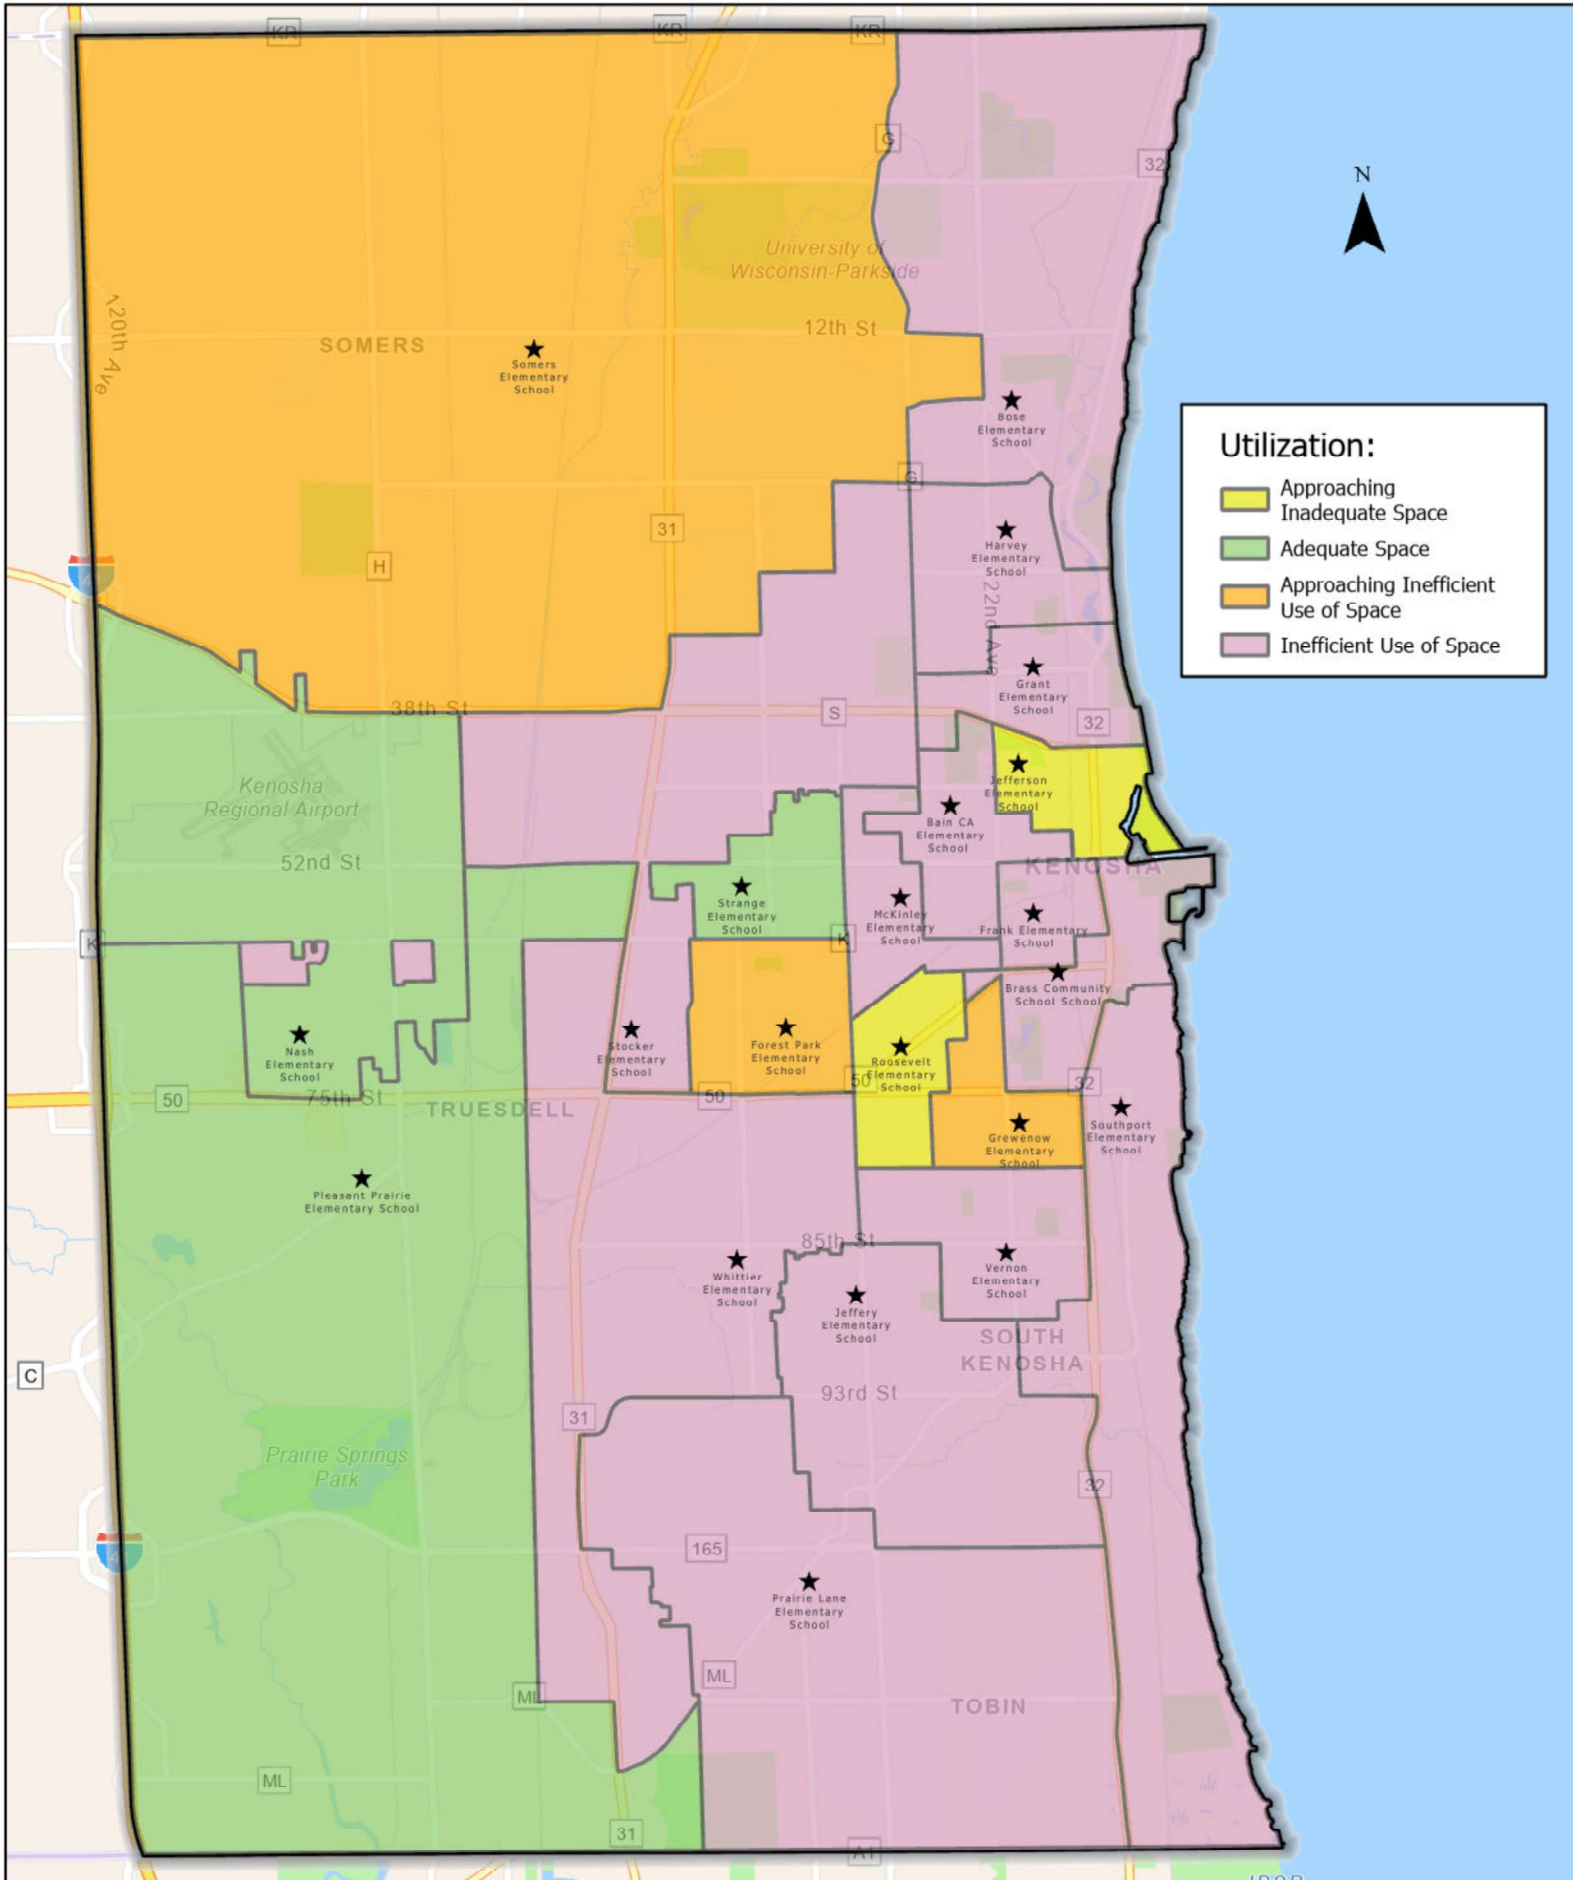 KR
KR
KR
G
32
N
University of
Wisconsin-Parkside
120th Ave
12th St
SOMERS
Somers
Elementary
School
Bose
Elementary
School
Utilization:
Approaching
Inadequate Space
Adequate Space
Approaching Inefficient
Use of Space
Inefficient Use of Space
G
31
H
Harvey
Elementary
School
22nd Ave
Grant
Elementary
School
38th St
S
32
Kenosha
Regional Airport
Jefferson
Elementary
School
Bain CA
Elementary
School
52nd St
KENOSHA
Strange
Elementary
School
McKinley
Elementary
School
Frank Elementary
School
K
K
Brass Community
School School
Nash
Elementary
School
Stocker
Elementary
School
Forest Park
Elementary
School
Roosevelt
Elementary
School
50
75th St
50
50
32
TRUESDELL
Southport
Elementary
School
Grewenow
Elementary
School
Pleasant Prairie
Elementary School
85th St
Whittier
Elementary
School
Vernon
Elementary
School
Jeffery
Elementary
School
SOUTH
KENOSHA
C
93rd St
31
Prairie Springs
Park
32
165
Prairie Lane
Elementary
School
ML
ML
TOBIN
ML
31
A1